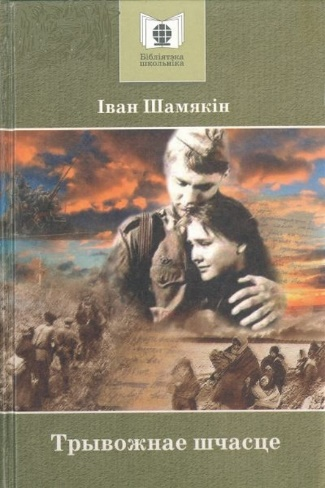 Бібліятэка
школьніка
Іван Шамякін
Трывожнае шчасце